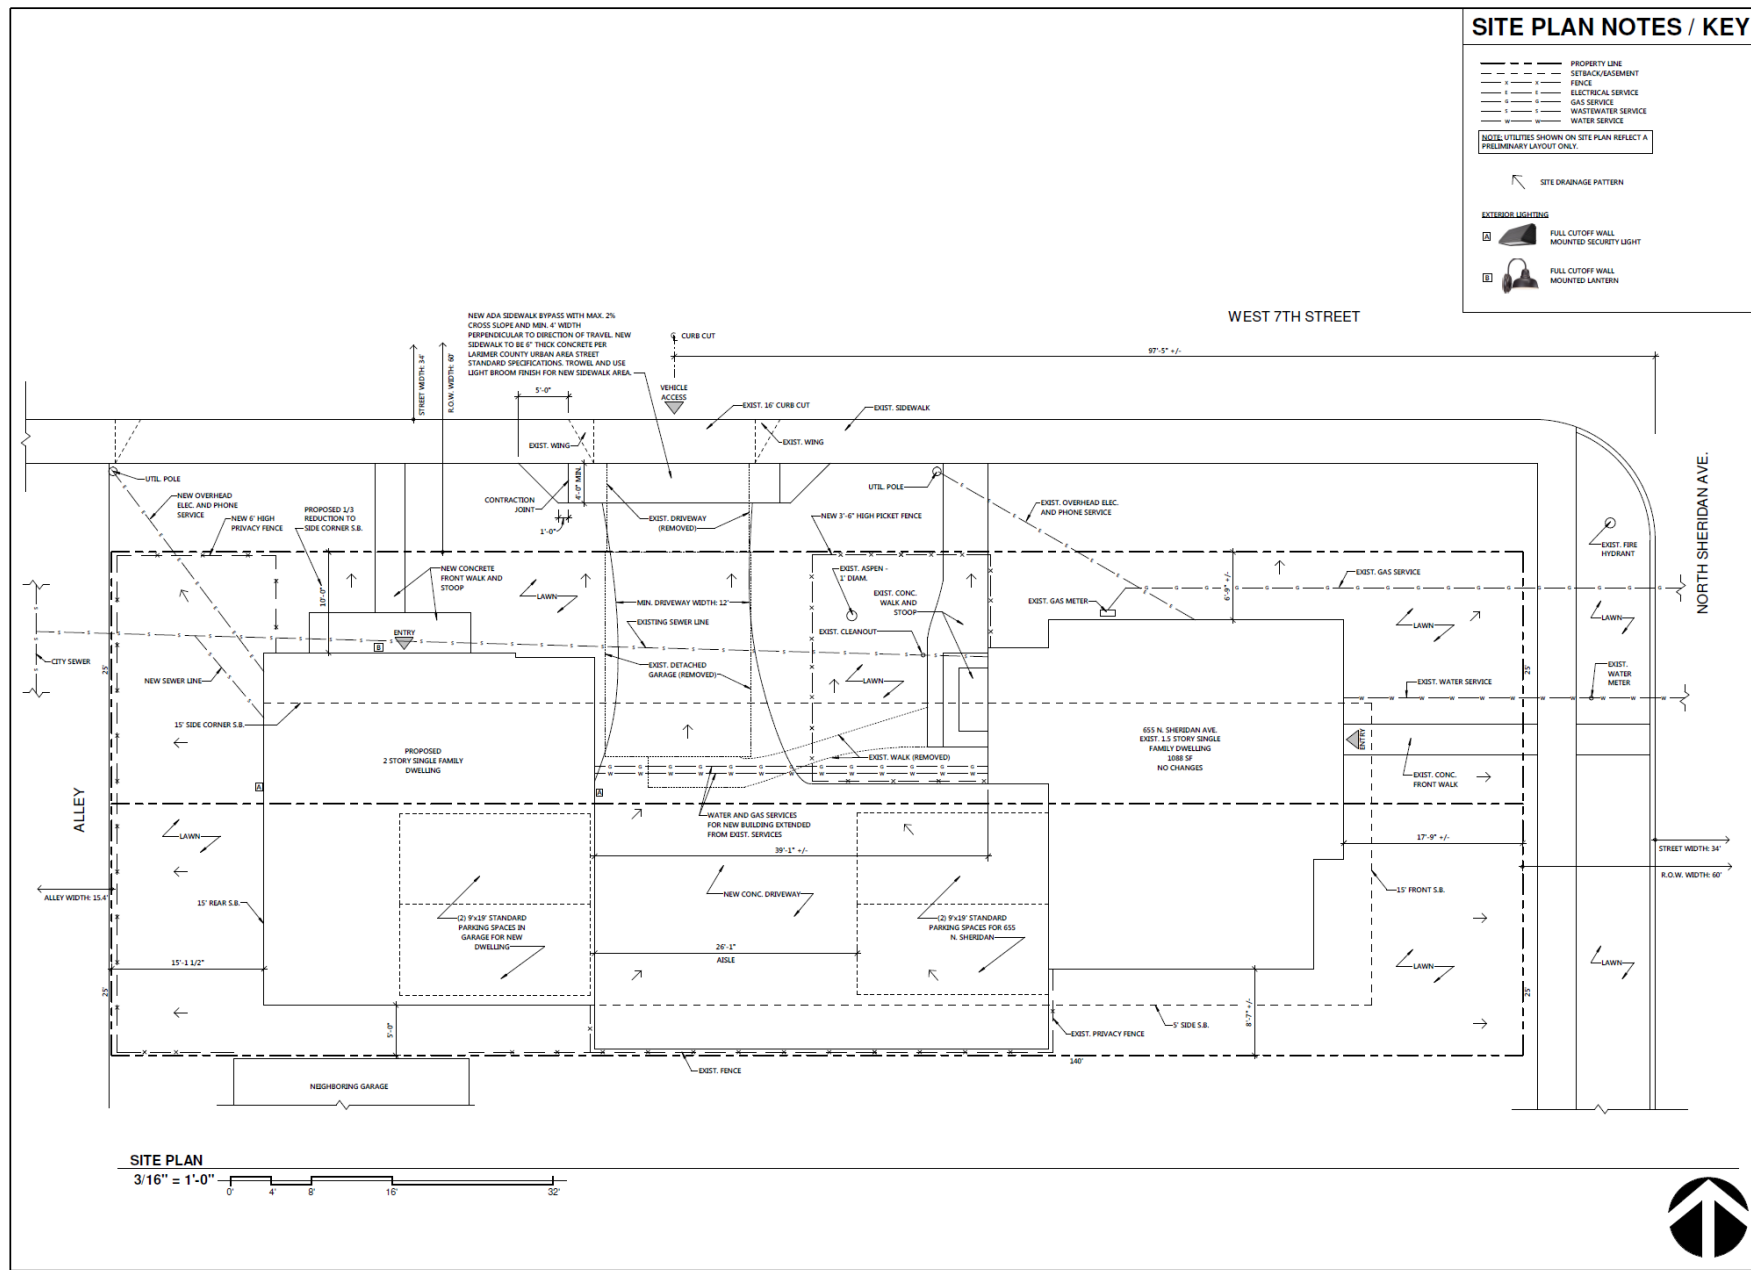 SITE PLAN NOTES / KEY
PROPERTY LINE
SETBACK/EASEMENT
FENCE
ELECTRICAL SERVICE
GAS SERVICE
WASTEWATER SERVICE
WATER SERVICE
NOTE: UTILITIES SHOWN ON SITE PLAN REFLECT A
PRELIMINARY LAYOUT ONLY.
SITE DRAINAGE PATTERN
EXTERIOR LIGHTING
A
FULL CUTOFF WALL
MOUNTED SECURITY LIGHT
B
FULL CUTOFF WALL
MOUNTED LANTERN
WEST 7TH STREET
NEW ADA SIDEWALK BYPASS WITH MAX. 2%
CROSS SLOPE AND MIN. 4' WIDTH
PERPENDICULAR TO DIRECTION OF TRAVEL. NEW
SIDEWALK TO BE 6" THICK CONCRETE PER
LARIMER COUNTY URBAN AREA STREET
STANDARD SPECIFICATIONS. TROWEL AND USE
LIGHT BROOM FINISH FOR NEW SIDEWALK AREA.
CURB CUT
97'-5" +/-
STREET WIDTH: 34'
R.O.W. WIDTH: 60'
5'-0"
VEHICLE
ACCESS
EXIST. 16' CURB CUT
EXIST. SIDEWALK
EXIST. WING
EXIST. WING
UTIL. POLE
NEW OVERHEAD
ELEC. AND PHONE
SERVICE
NEW 6' HIGH
PRIVACY FENCE
PROPOSED 1/3
REDUCTION TO
SIDE CORNER S.B.
CONTRACTION
JOINT
4'-0" MIN.
1'-0"
EXIST. DRIVEWAY
(REMOVED)
UTIL. POLE
NEW 3'-6" HIGH PICKET FENCE
EXIST. OVERHEAD ELEC.
AND PHONE SERVICE
EXIST. FIRE
HYDRANT
NORTH SHERIDAN AVE.
NEW CONCRETE
FRONT WALK AND
STOOP
LAWN
10'-0"
MIN. DRIVEWAY WIDTH: 12'
EXIST. ASPEN -
1' DIAM.
EXIST. CONC.
WALK AND
STOOP
EXIST. GAS METER
6'-9" +/-
EXIST. GAS SERVICE
LAWN
LAWN
ENTRY
B
EXISTING SEWER LINE
EXIST. CLEANOUT
CITY SEWER
25'
NEW SEWER LINE
EXIST. DETACHED
GARAGE (REMOVED)
LAWN
EXIST. WATER SERVICE
25'
EXIST.
WATER
METER
15' SIDE CORNER S.B.
PROPOSED
2 STORY SINGLE FAMILY
DWELLING
EXIST. WALK (REMOVED)
655 N. SHERIDAN AVE.
EXIST. 1.5 STORY SINGLE
FAMILY DWELLING
1088 SF
NO CHANGES
ENTRY
EXIST. CONC.
FRONT WALK
A
A
ALLEY
LAWN
WATER AND GAS SERVICES
FOR NEW BUILDING EXTENDED
FROM EXIST. SERVICES
39'-1" +/-
17'-9" +/-
STREET WIDTH: 34'
R.O.W. WIDTH: 60'
ALLEY WIDTH: 15.4'
15' REAR S.B.
NEW CONC. DRIVEWAY
15' FRONT S.B.
(2) 9'x19' STANDARD
PARKING SPACES IN
GARAGE FOR NEW
DWELLING
(2) 9'x19' STANDARD
PARKING SPACES FOR 655
N. SHERIDAN
26'-1"
AISLE
15'-1 1/2"
LAWN
LAWN
25'
25'
5'-0"
8'-7" +/-
5' SIDE S.B.
EXIST. PRIVACY FENCE
140'
EXIST. FENCE
NEIGHBORING GARAGE
SITE PLAN
3/16" = 1'-0"
0' 4' 8' 16' 32'